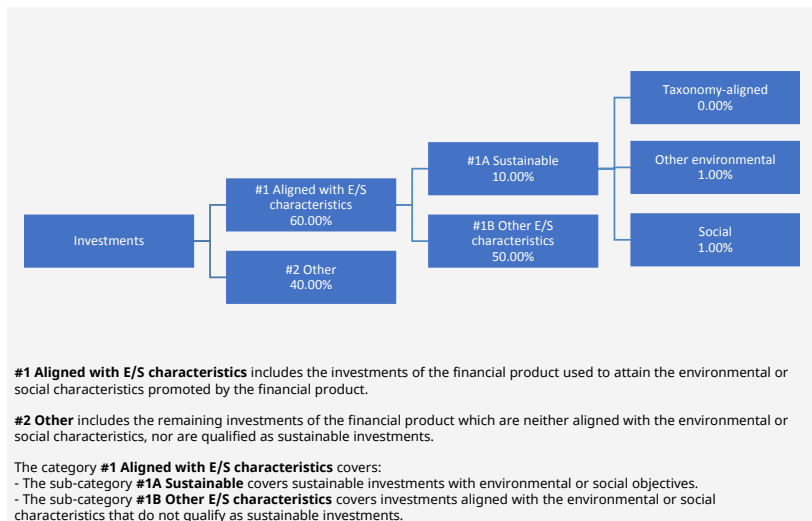 Taxonomy-aligned
0.00%
#1A Sustainable
10.00%
Other environmental
1.00%
#1 Aligned with E/S
characteristics
60.00%
#1B Other E/S
characteristics
50.00%
Social
1.00%
Investments
#2 Other
40.00%
#1 Aligned with E/S characteristics includes the investments of the financial product used to attain the environmental or
social characteristics promoted by the financial product.
#2 Other includes the remaining investments of the financial product which are neither aligned with the environmental or
social characteristics, nor are qualified as sustainable investments.
The category #1 Aligned with E/S characteristics covers:
- The sub-category #1A Sustainable covers sustainable investments with environmental or social objectives.
- The sub-category #1B Other E/S characteristics covers investments aligned with the environmental or social
characteristics that do not qualify as sustainable investments.